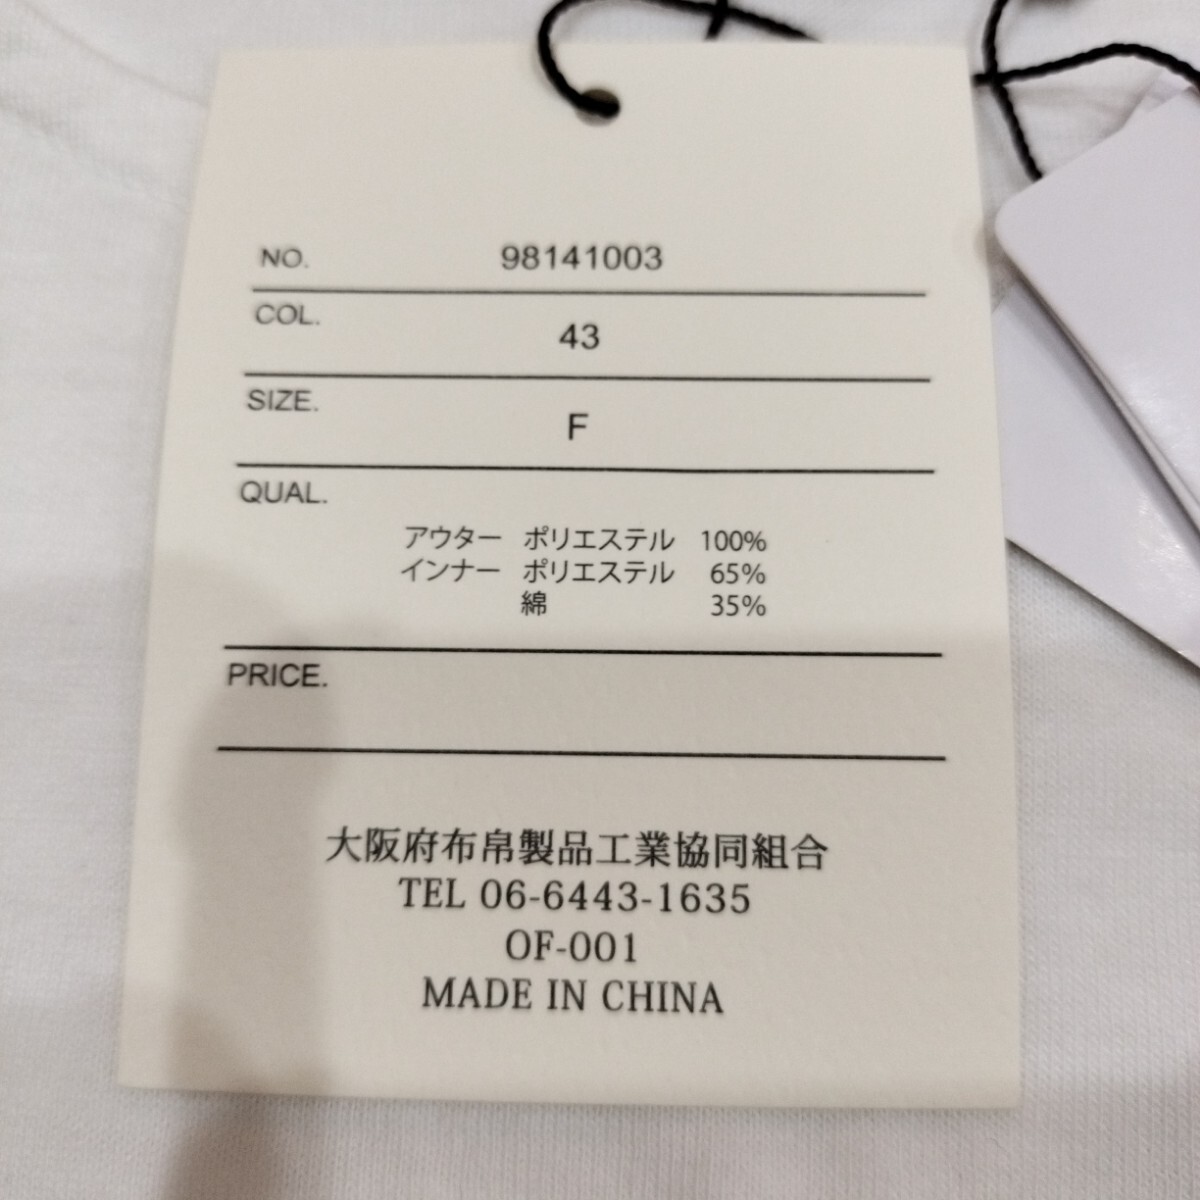 NO. 98141003
COL. 43
SIZE. F
QUAL.
アウター ポリエステル 100%
インナー ポリエステル 65%
綿 35%
PRICE.
大阪府布帛製品工業協同組合
TEL 06-6443-1635
OF-001
MADE IN CHINA